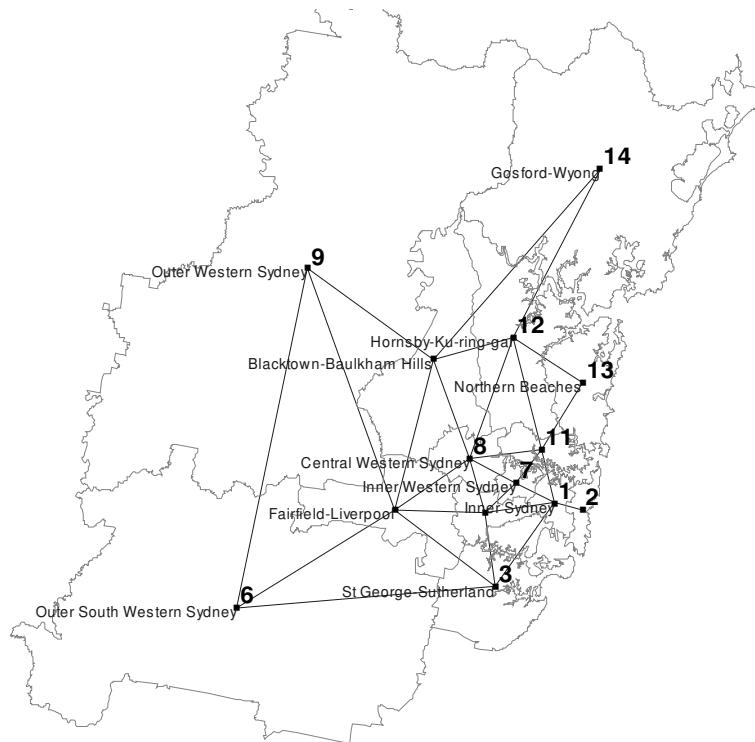 14
Gosford-Wyong
9
Outer Western Sydney
12
Hornsby-Ku-ring-gai
Blacktown-Baulkham Hills
13
Northern Beaches
11
8
Central Western Sydney
7
Inner Western Sydney
1
2
Inner Sydney
Fairfield-Liverpool
3
St George-Sutherland
6
Outer South Western Sydney